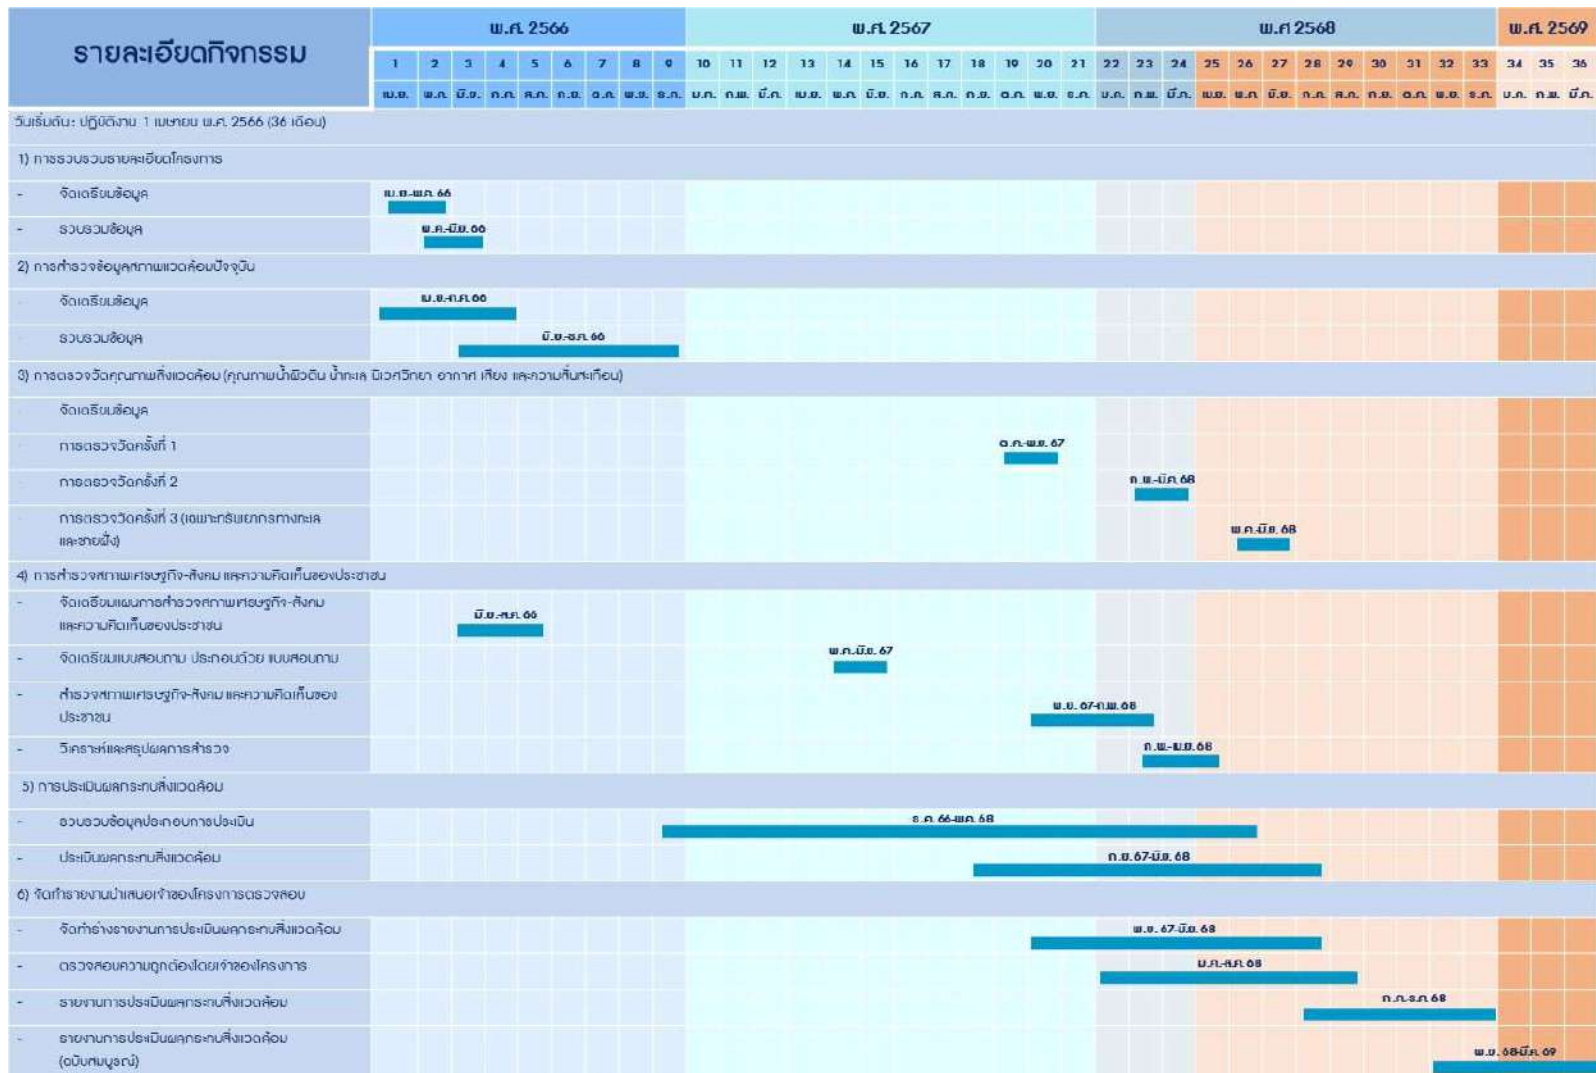 รายละเอียดกิจกรรม
พ.ศ. 2566 พ.ศ. 2567 พ.ศ 2568 พ.ศ. 2569
1 2 3 4 5 6 7 8 9 10 11 12 13 14 15 16 17 18 19 20 21 22 23 24 25 26 27 28 29 30 31 32 33 34 35 36
เม.ย. พ.ค. มิ.ย. ก.ค. ส.ค. ก.ย. ต.ค. พ.ย. ธ.ค. ม.ค. ก.พ. มี.ค. เม.ย. พ.ค. มิ.ย. ก.ค. ส.ค. ก.ย. ต.ค. พ.ย. ธ.ค. ม.ค. ก.พ. มี.ค. เม.ย. พ.ค. มิ.ย. ก.ค. ส.ค. ก.ย. ต.ค. พ.ย. ธ.ค. ม.ค. ก.พ. มี.ค.
วันเริ่มต้น: ปฏิบัติงาน 1 เมษายน พ.ศ. 2566 (36 เดือน)
1) การรวบรวมรายละเอียดโครงการ
- จัดเตรียมข้อมูล เม.ย.-พ.ค. 66
- รวบรวมข้อมูล พ.ค.-มิ.ย. 66
2) การสำรวจข้อมูลสภาพแวดล้อมปัจจุบัน
- จัดเตรียมข้อมูล เม.ย.-ก.ค. 66
- รวบรวมข้อมูล มิ.ย.-ธ.ค. 66
3) การตรวจวัดคุณภาพสิ่งแวดล้อม (คุณภาพน้ำผิวดิน น้ำทะเล นิเวศวิทยา อากาศ เสียง และความสั่นสะเทือน)
- จัดเตรียมข้อมูล
- การตรวจวัดครั้งที่ 1 ต.ค.-พ.ย. 67
- การตรวจวัดครั้งที่ 2 ก.พ.-มี.ค. 68
- การตรวจวัดครั้งที่ 3 (เฉพาะทรัพยากรทางทะเล
และชายฝั่ง) พ.ค.-มิ.ย. 68
4) การสำรวจสภาพเศรษฐกิจ-สังคม และความคิดเห็นของประชาชน
- จัดเตรียมแผนการสำรวจสภาพเศรษฐกิจ-สังคม
และความคิดเห็นของประชาชน มิ.ย.-ส.ค. 66
- จัดเตรียมแบบสอบถาม ประกอบด้วย แบบสอบถาม พ.ค.-มิ.ย. 67
- สำรวจสภาพเศรษฐกิจ-สังคม และความคิดเห็นของ
ประชาชน พ.ย. 67-ก.พ. 68
- วิเคราะห์และสรุปผลการสำรวจ ก.พ.-เม.ย. 68
5) การประเมินผลกระทบสิ่งแวดล้อม
- รวบรวมข้อมูลประกอบการประเมิน ธ.ค. 66-พ.ค. 68
- ประเมินผลกระทบสิ่งแวดล้อม ก.ย. 67-มิ.ย. 68
6) จัดทำรายงานนำเสนอเจ้าของโครงการตรวจสอบ
- จัดทำร่างรายงานการประเมินผลกระทบสิ่งแวดล้อม พ.ย. 67-มิ.ย. 68
- ตรวจสอบความถูกต้องโดยเจ้าของโครงการ ม.ค.-ส.ค. 68
- รายงานการประเมินผลกระทบสิ่งแวดล้อม ก.ค.-ธ.ค. 68
- รายงานการประเมินผลกระทบสิ่งแวดล้อม
(ฉบับสมบูรณ์) พ.ย. 68-มี.ค. 69